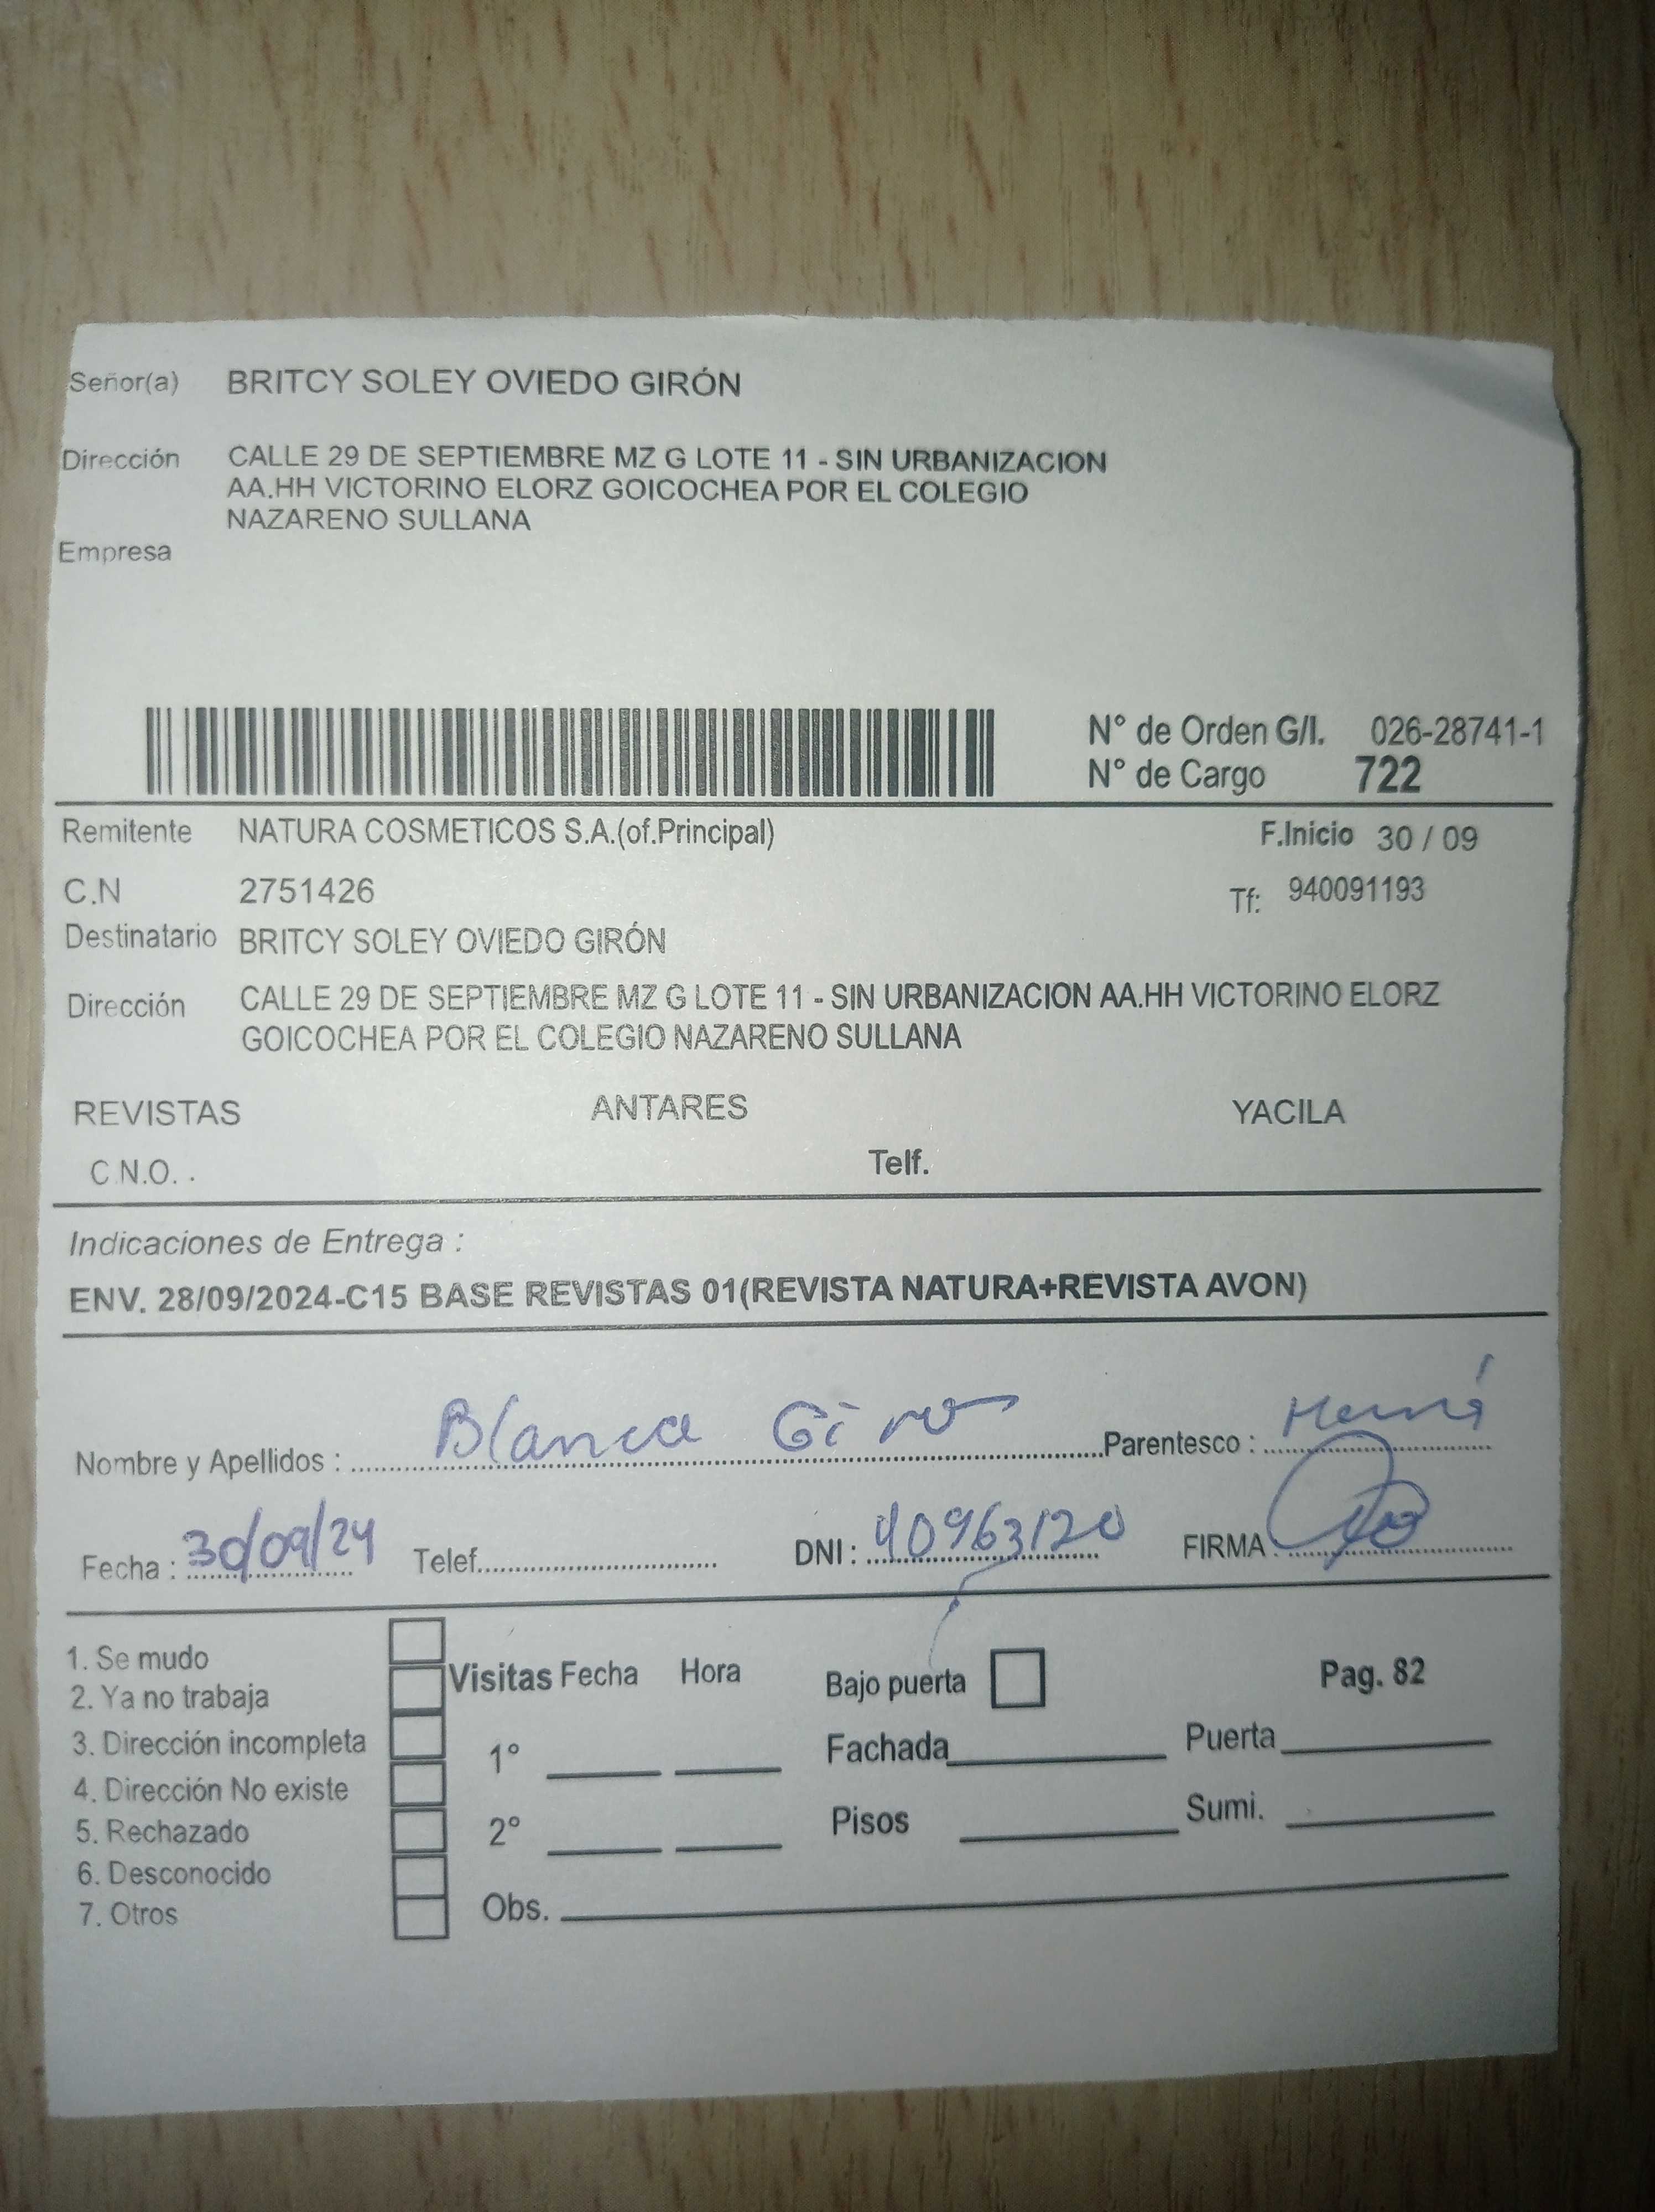 Señor(a) BRITCY SOLEY OVIEDO GIRÓN
Dirección CALLE 29 DE SEPTIEMBRE MZ G LOTE 11 - SIN URBANIZACION
AA.HH VICTORINO ELORZ GOICOCHEA POR EL COLEGIO
NAZARENO SULLANA
Empresa
N° de Orden G/I. 026-28741-1
N° de Cargo 722
Remitente NATURA COSMETICOS S.A.(of.Principal) F.Inicio 30 / 09
C.N 2751426 Tf: 940091193
Destinatario BRITCY SOLEY OVIEDO GIRÓN
Dirección CALLE 29 DE SEPTIEMBRE MZ G LOTE 11 - SIN URBANIZACION AA.HH VICTORINO ELORZ
GOICOCHEA POR EL COLEGIO NAZARENO SULLANA
REVISTAS ANTARES YACILA
C.N.O. . Telf.
Indicaciones de Entrega :
ENV. 28/09/2024-C15 BASE REVISTAS 01(REVISTA NATURA+REVISTA AVON)
Nombre y Apellidos : Blanca Giron Parentesco :
Fecha : 30/09/24 Telef. DNI : 40963120 FIRMA :
1. Se mudo
2. Ya no trabaja Visitas Fecha Hora Bajo puerta Pag. 82
3. Dirección incompleta 1° Fachada Puerta
4. Dirección No existe
5. Rechazado 2° Pisos Sumi.
6. Desconocido
7. Otros Obs.